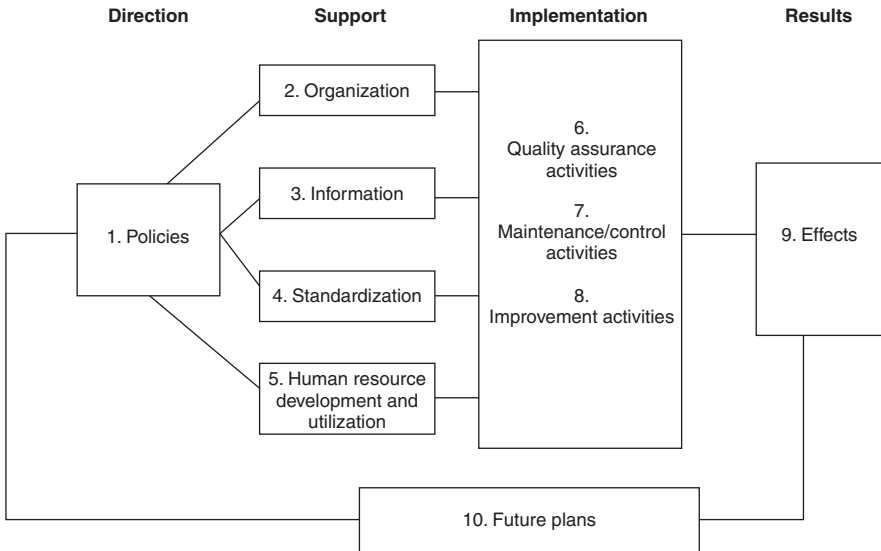 Direction Support Implementation Results
2. Organization
6.
Quality assurance
activities
3. Information
7.
Maintenance/control
activities
1. Policies
9. Effects
4. Standardization
8.
Improvement activities
5. Human resource
development and
utilization
10. Future plans